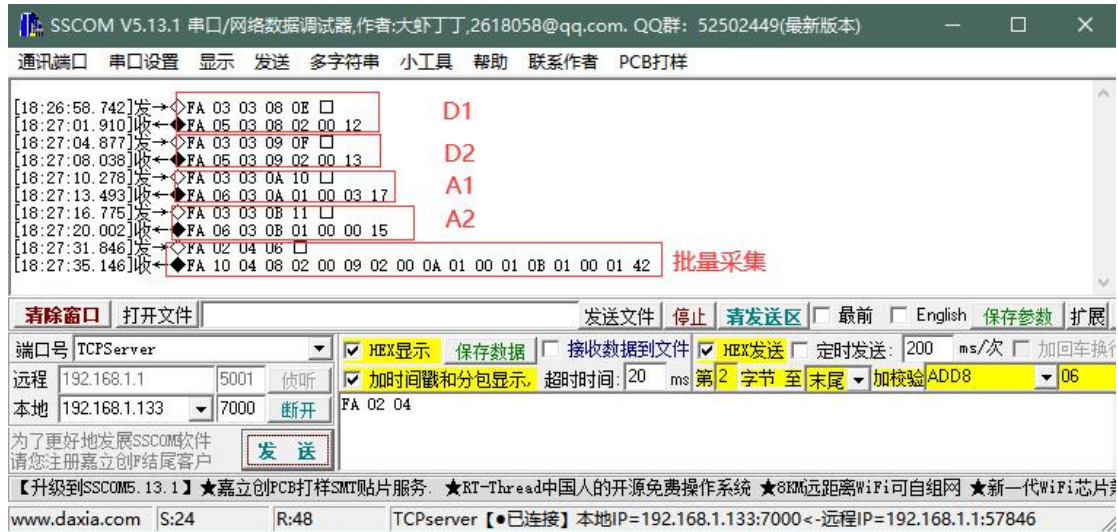 SSCOM V5.13.1 串口/网络数据调试器,作者:大虾丁丁,2618058@qq.com. QQ群: 52502449(最新版本)
通讯端口 串口设置 显示 发送 多字符串 小工具 帮助 联系作者 PCB打样
[18:26:58.742]发→◇FA 03 03 08 0E □
D1
[18:27:01.910]收←◆FA 05 03 08 02 00 12
[18:27:04.877]发→◇FA 03 03 09 0F □
D2
[18:27:08.038]收←◆FA 05 03 09 02 00 13
[18:27:10.278]发→◇FA 03 03 0A 10 □
A1
[18:27:13.493]收←◆FA 06 03 0A 01 00 03 17
[18:27:16.775]发→◇FA 03 03 0B 11 □
A2
[18:27:20.002]收←◆FA 06 03 0B 01 00 00 15
[18:27:31.846]发→◇FA 02 04 06 □
[18:27:35.146]收←◆FA 10 04 08 02 00 09 02 00 0A 01 00 01 0B 01 00 01 42 批量采集
清除窗口 打开文件 发送文件 停止 清发送区 最前 English 保存参数 扩展
端口号 TCPServer HEX显示 保存数据 接收数据到文件 HEX发送 定时发送: 200 ms/次 加回车换行
远程 192.168.1.1 5001 侦听 加时间戳和分包显示, 超时时间: 20 ms 第2 字节 至 末尾 加校验 ADD8 06
本地 192.168.1.133 7000 断开 FA 02 04
为了更好地发展SSCOM软件
请您注册嘉立创F结尾客户
发 送
【升级到SSCOM5.13.1】★嘉立创PCB打样SMT贴片服务. ★RT-Thread中国人的开源免费操作系统 ★8KM远距离WiFi可自组网 ★新一代WiFi芯片
www.daxia.com S:24 R:48 TCPserver【●已连接】本地IP=192.168.1.133:7000<-远程IP=192.168.1.1:57846